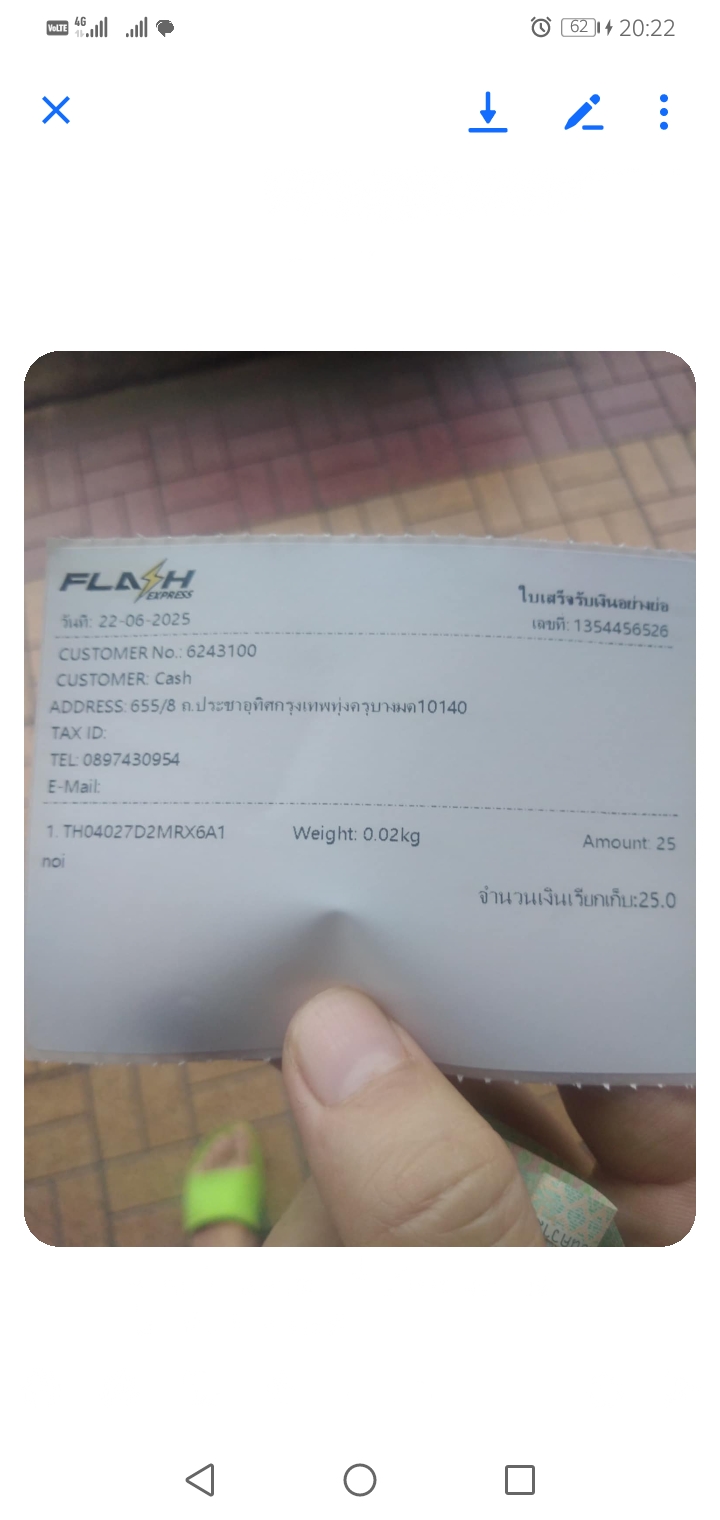 VoLTE 4G 62 20:22
FLASH EXPRESS
ใบเสร็จรับเงินอย่างย่อ
วันที่: 22-06-2025
เลขที่: 1354456526
CUSTOMER No.: 6243100
CUSTOMER: Cash
ADDRESS: 655/8 ถ.ประชาอุทิศกรุงเทพทุ่งครุบางมด10140
TAX ID:
TEL: 0897430954
E-Mail:
1. TH04027D2MRX6A1 Weight: 0.02kg Amount: 25
noi
จำนวนเงินเรียกเก็บ:25.0